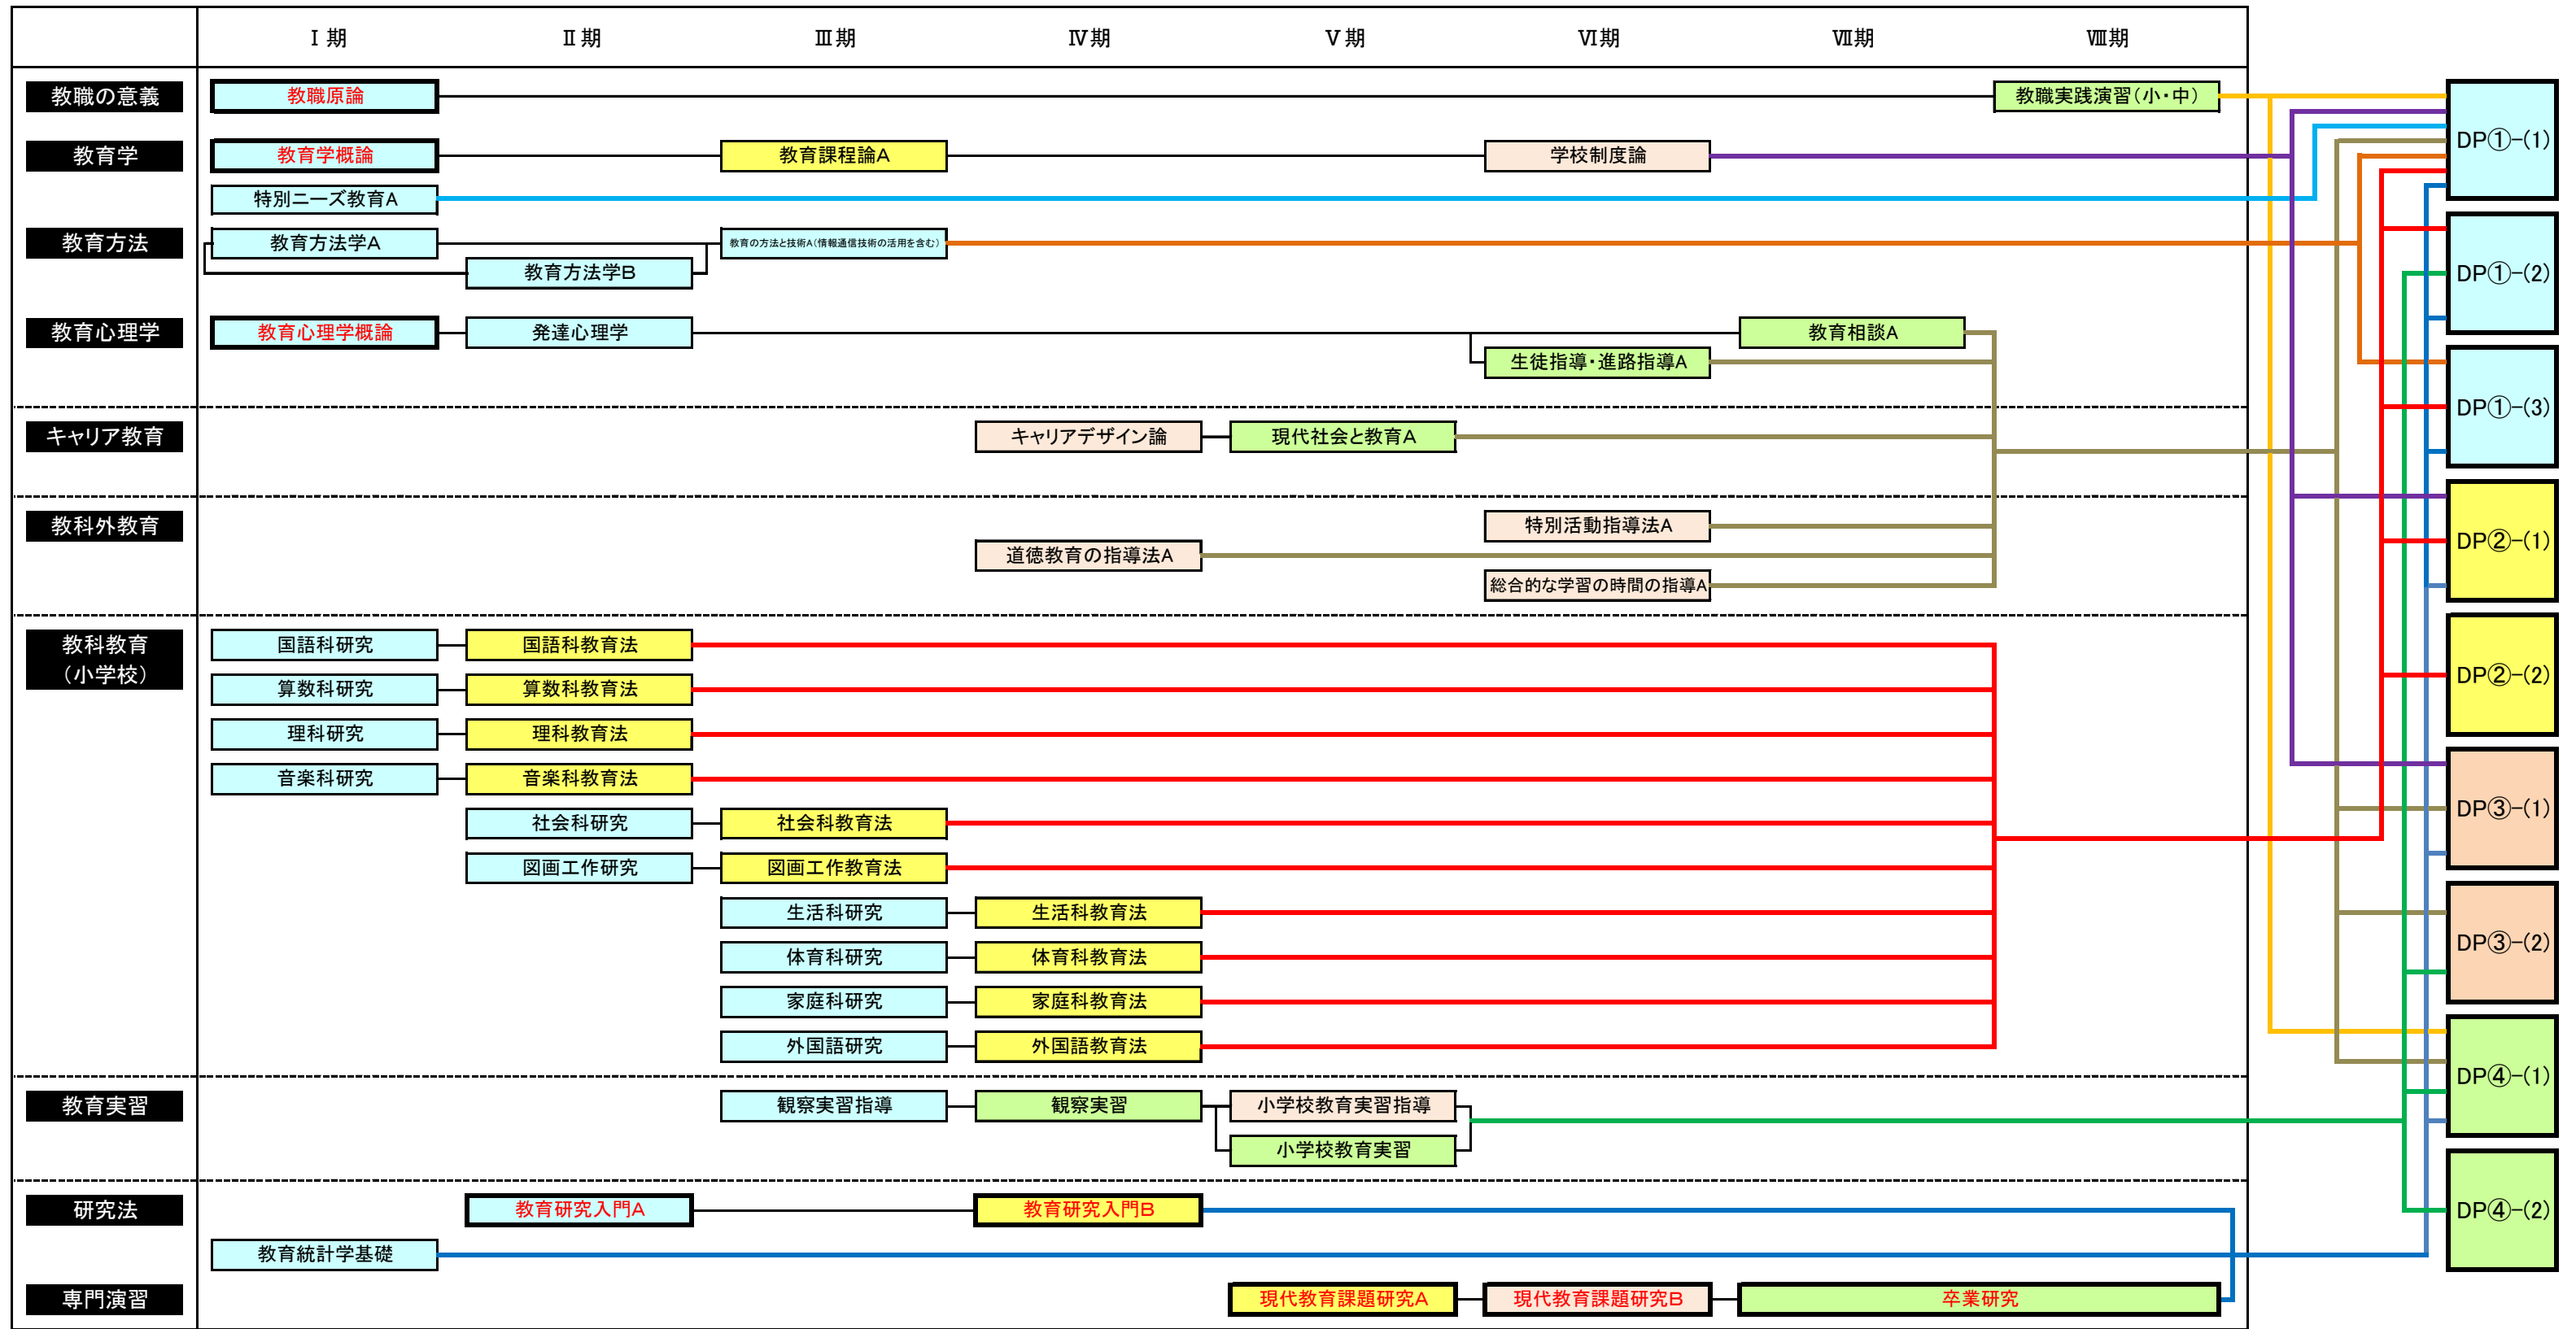 Ⅰ期
Ⅱ期
Ⅲ期
Ⅳ期
Ⅴ期
Ⅵ期
Ⅶ期
Ⅷ期
教職の意義
教職原論
教職実践演習(小・中)
教育学
教育学概論
教育課程論A
学校制度論
特別ニーズ教育A
教育方法
教育方法学A
教育の方法と技術A(情報通信技術の活用を含む)
教育方法学B
教育心理学
教育心理学概論
発達心理学
教育相談A
生徒指導・進路指導A
キャリア教育
キャリアデザイン論
現代社会と教育A
教科外教育
特別活動指導法A
道徳教育の指導法A
総合的な学習の時間の指導A
教科教育
(小学校)
国語科研究
国語科教育法
算数科研究
算数科教育法
理科研究
理科教育法
音楽科研究
音楽科教育法
社会科研究
社会科教育法
図画工作研究
図画工作教育法
生活科研究
生活科教育法
体育科研究
体育科教育法
家庭科研究
家庭科教育法
外国語研究
外国語教育法
教育実習
観察実習指導
観察実習
小学校教育実習指導
小学校教育実習
研究法
教育研究入門A
教育研究入門B
教育統計学基礎
専門演習
現代教育課題研究A
現代教育課題研究B
卒業研究
DP①-(1)
DP①-(2)
DP①-(3)
DP②-(1)
DP②-(2)
DP③-(1)
DP③-(2)
DP④-(1)
DP④-(2)